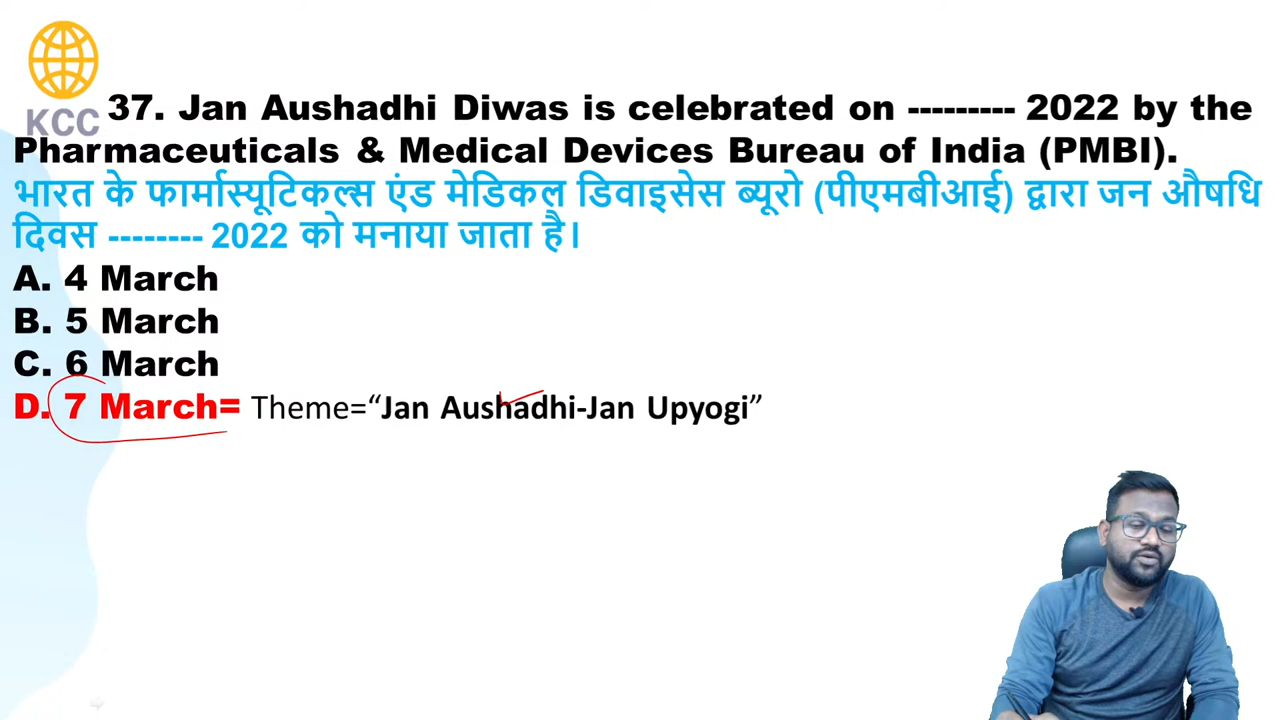 KCC
37. Jan Aushadhi Diwas is celebrated on --------- 2022 by the
Pharmaceuticals & Medical Devices Bureau of India (PMBI).
भारत के फार्मास्यूटिकल्स एंड मेडिकल डिवाइसेस ब्यूरो (पीएमबीआई) द्वारा जन औषधि
दिवस -------- 2022 को मनाया जाता है।
A. 4 March
B. 5 March
C. 6 March
D. 7 March= Theme=“Jan Aushadhi-Jan Upyogi”